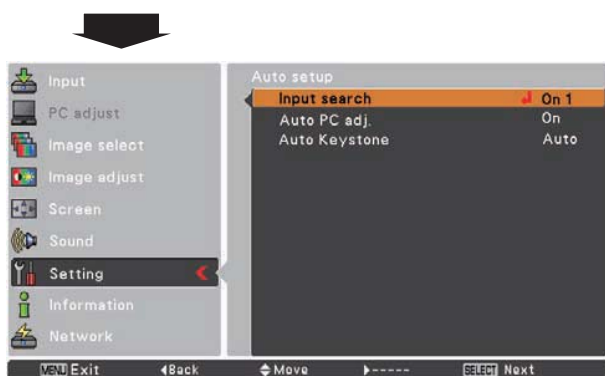 Input
PC adjust
Image select
Image adjust
Screen
Sound
Setting
Information
Network
Auto setup
Input search On 1
Auto PC adj. On
Auto Keystone Auto
MENU Exit ◀Back ◆Move ▶----- SELECT Next